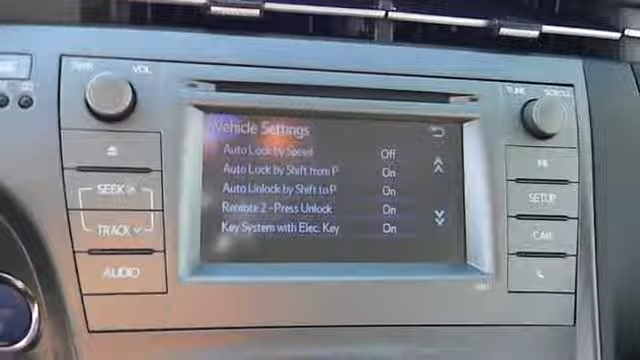 VOL
TUNE
SCROLL
Vehicle Settings
Auto Lock by Speed Off
Auto Lock by Shift from P On
Auto Unlock by Shift to P On
Remote 2-Press Unlock On
Key System with Elec. Key On
SEEK
TRACK
AUDIO
SETUP
CAR